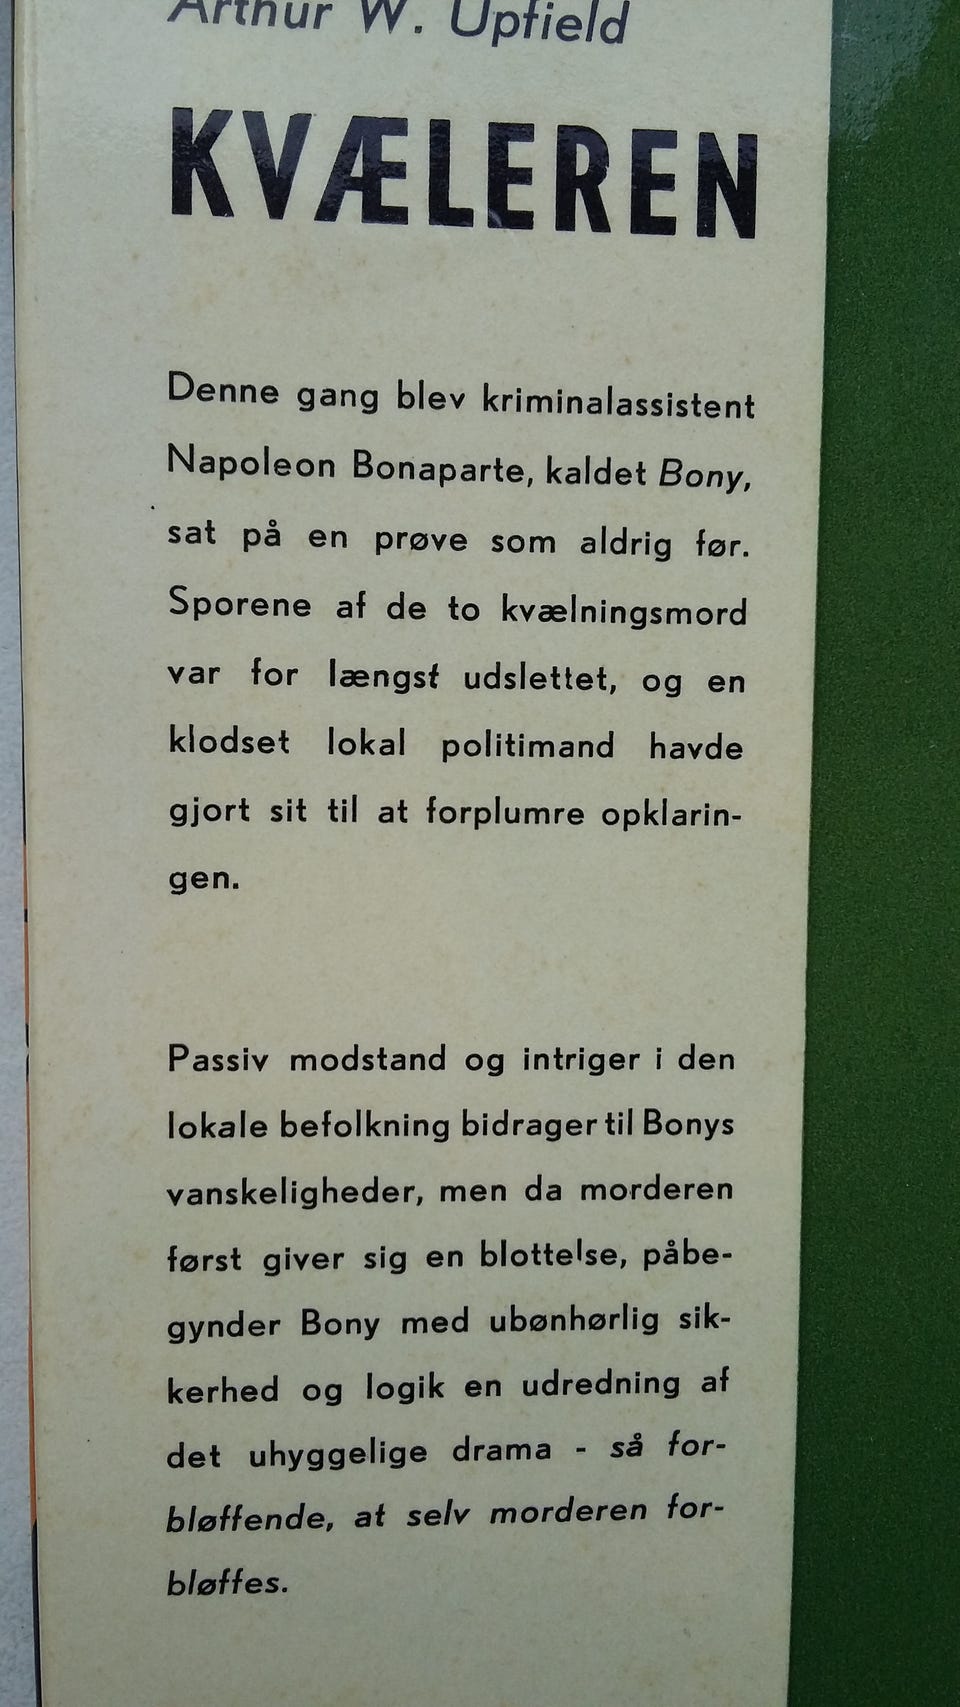 Arthur W. Upfield
KVÆLEREN
Denne gang blev kriminalassistent
Napoleon Bonaparte, kaldet Bony,
sat på en prøve som aldrig før.
Sporene af de to kvælningsmord
var for længst udslettet, og en
klodset lokal politimand havde
gjort sit til at forplumre opklarin-
gen.
Passiv modstand og intriger i den
lokale befolkning bidrager til Bonys
vanskeligheder, men da morderen
først giver sig en blottelse, påbe-
gynder Bony med ubønhørlig sik-
kerhed og logik en udredning af
det uhyggelige drama - så for-
bløffende, at selv morderen for-
bløffes.